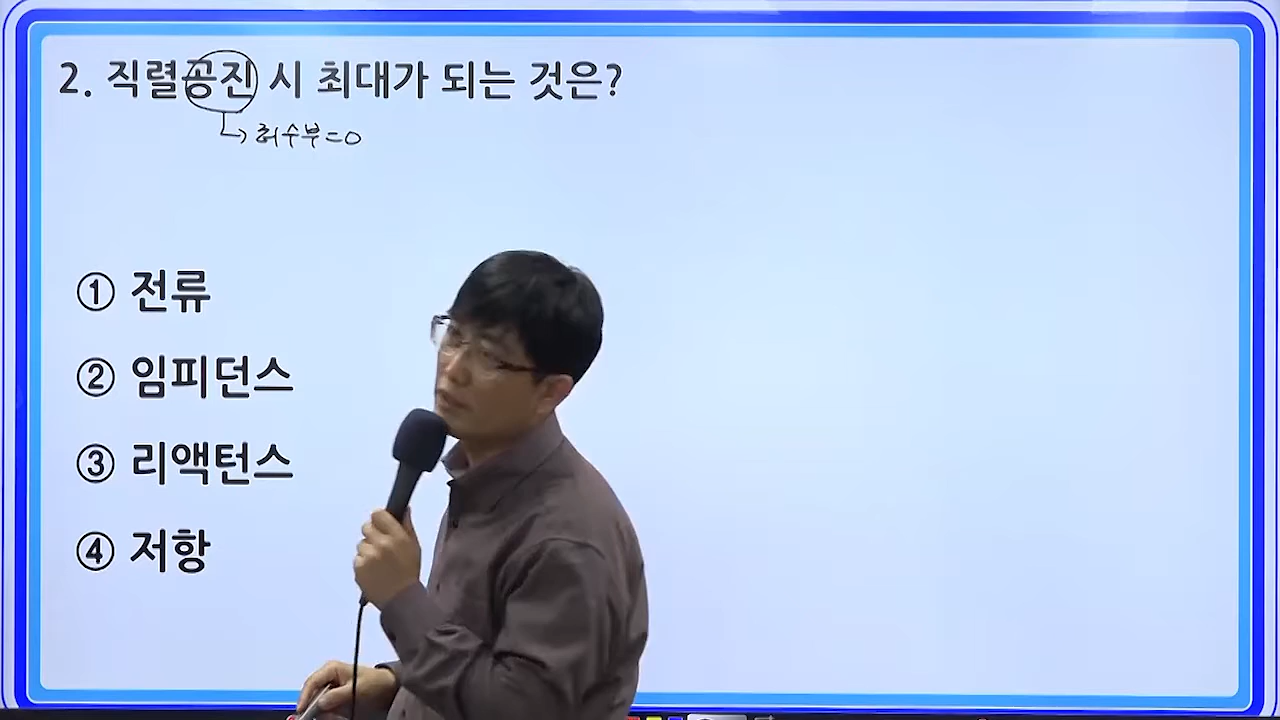 2. 직렬공진 시 최대가 되는 것은?
허수부=0
① 전류
② 임피던스
③ 리액턴스
④ 저항